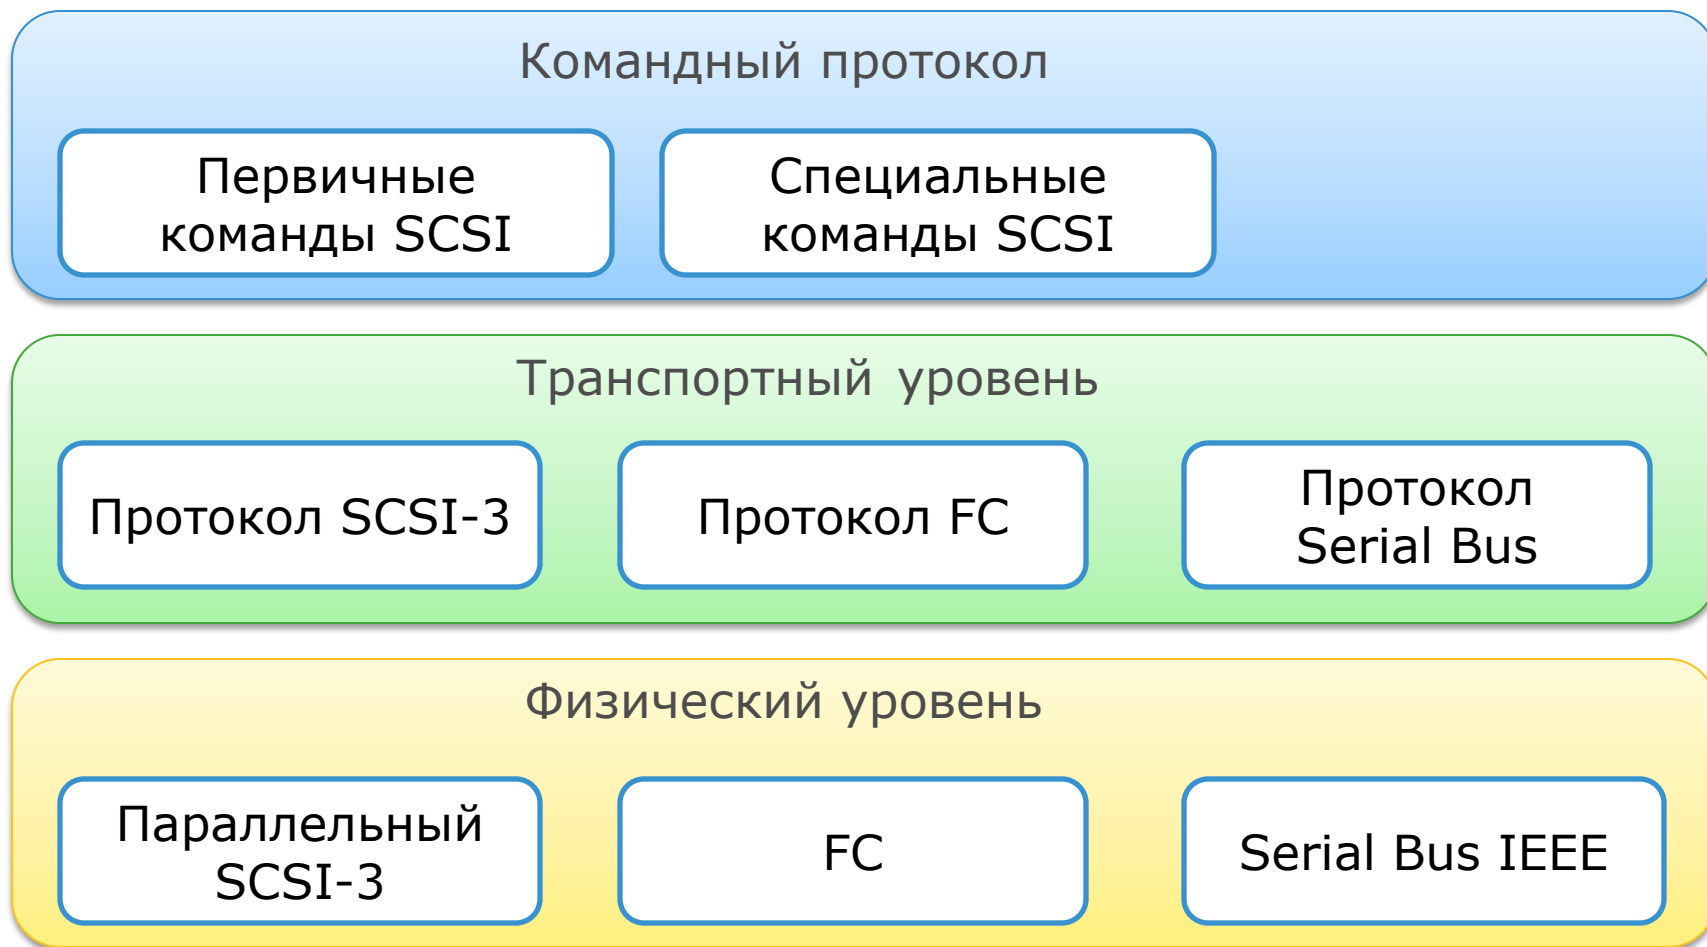 Командный протокол
Первичные
команды SCSI
Специальные
команды SCSI
Транспортный уровень
Протокол SCSI-3
Протокол FC
Протокол
Serial Bus
Физический уровень
Параллельный
SCSI-3
FC
Serial Bus IEEE